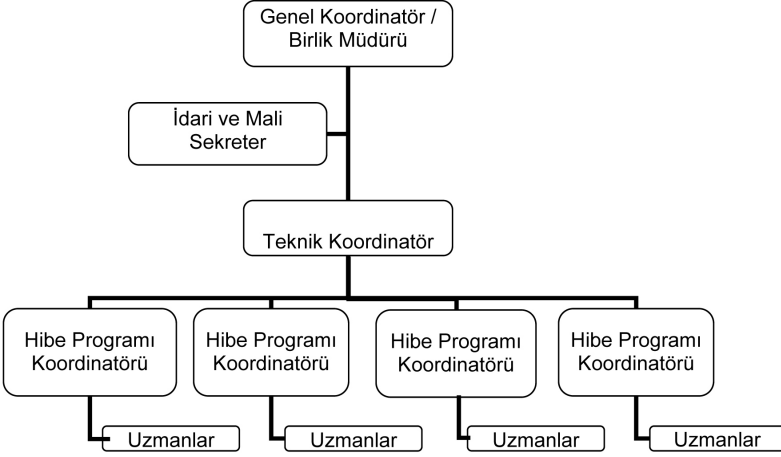 Genel Koordinatör /
Birlik Müdürü
İdari ve Mali
Sekreter
Teknik Koordinatör
Hibe Programı
Koordinatörü
Hibe Programı
Koordinatörü
Hibe Programı
Koordinatörü
Hibe Programı
Koordinatörü
Uzmanlar
Uzmanlar
Uzmanlar
Uzmanlar